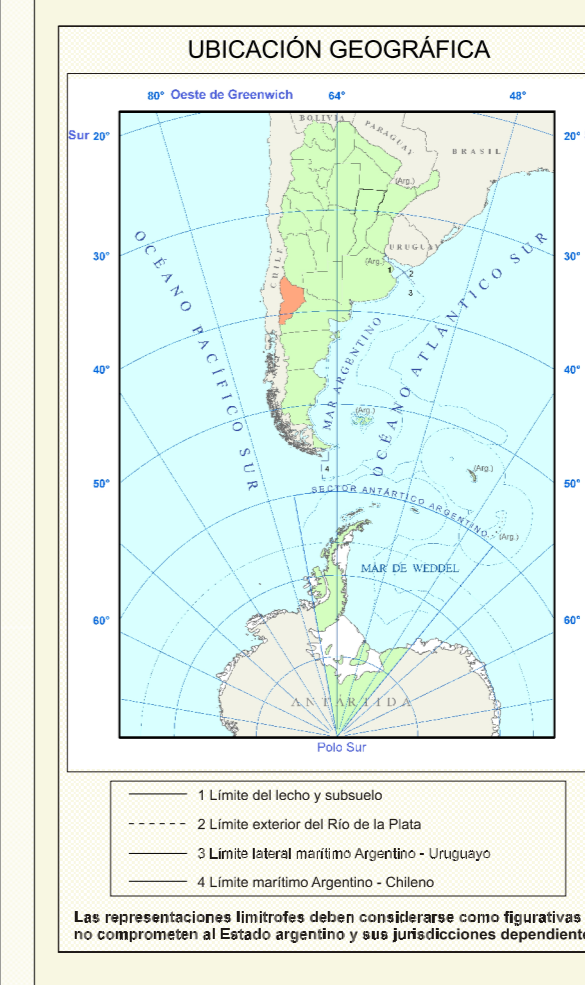 UBICACIÓN GEOGRÁFICA
80° Oeste de Greenwich 64° 48°
Sur 20° 20°
BOLIVIA
PARAGUAY
BRASIL
(Arg.)
URUGUAY
(Arg.) 1 2
3
30° 30°
CHILE
OCÉANO PACÍFICO SUR
OCÉANO ATLÁNTICO SUR
MAR ARGENTINO
40° 40°
(Arg.)
4
(Arg.)
50° 50°
SECTOR ANTÁRTICO ARGENTINO
(Arg.)
MAR DE WEDDEL
60° 60°
ANTÁRTIDA
Polo Sur
1 Límite del lecho y subsuelo
2 Límite exterior del Río de la Plata
3 Límite lateral marítimo Argentino - Uruguayo
4 Límite marítimo Argentino - Chileno
Las representaciones limitrofes deben considerarse como figurativas
no comprometen al Estado argentino y sus jurisdicciones dependiente